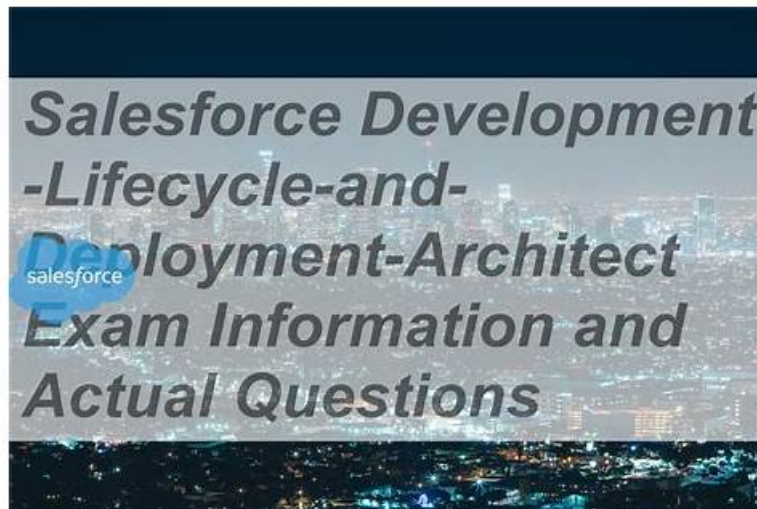 Salesforce Development
-Lifecycle-and-
Deployment-Architect
salesforce
Exam Information and
Actual Questions